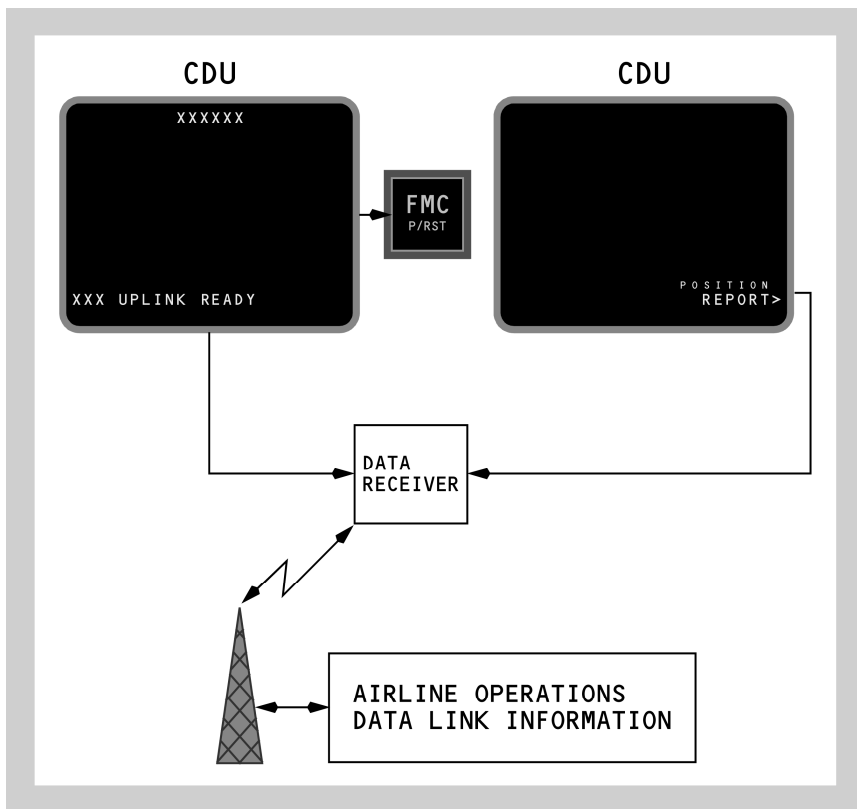 CDU
CDU
XXXXXX
FMC
P/RST
XXX UPLINK READY
POSITION
REPORT>
DATA
RECEIVER
AIRLINE OPERATIONS
DATA LINK INFORMATION